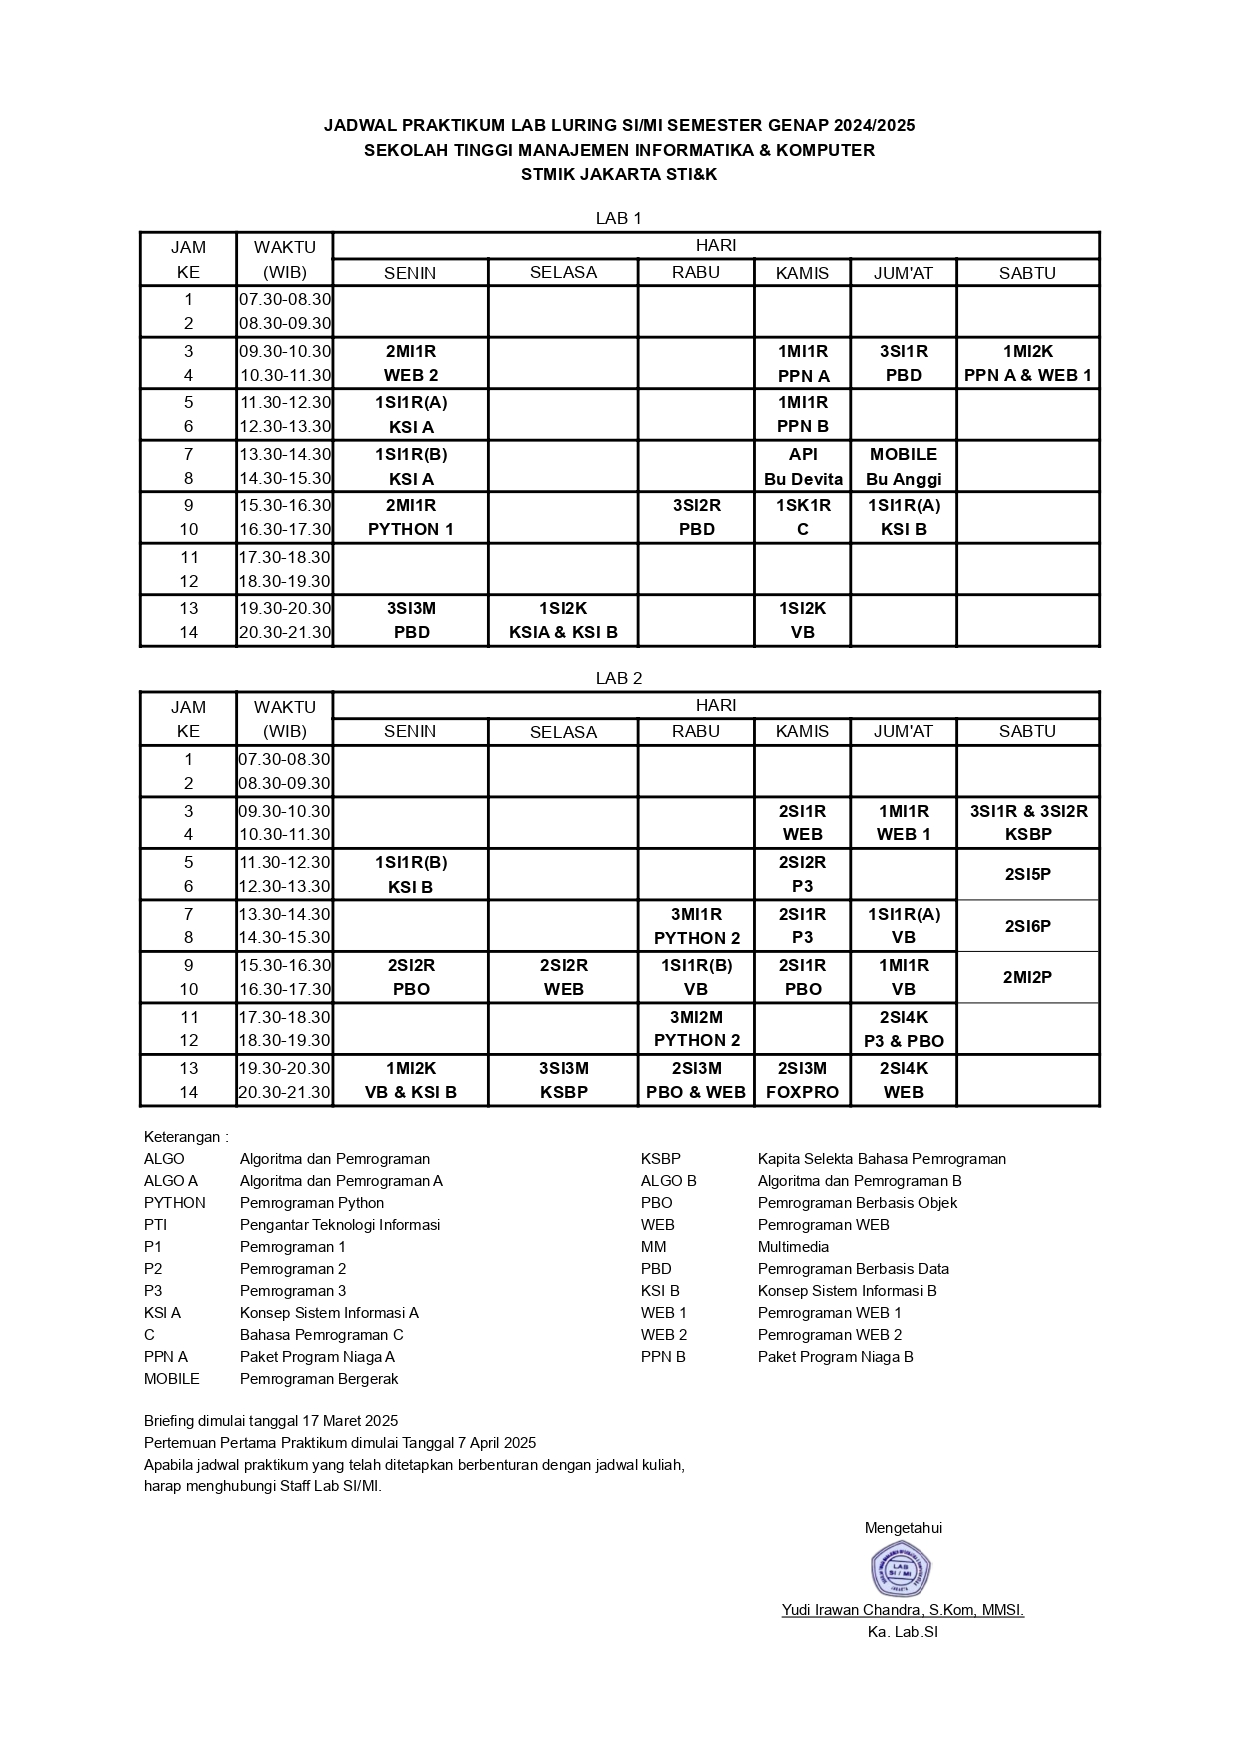 JADWAL PRAKTIKUM LAB LURING SI/MI SEMESTER GENAP 2024/2025
SEKOLAH TINGGI MANAJEMEN INFORMATIKA & KOMPUTER
STMIK JAKARTA STI&K
LAB 1
JAM WAKTU HARI
KE (WIB) SENIN SELASA RABU KAMIS JUM'AT SABTU
1 07.30-08.30
2 08.30-09.30
3 09.30-10.30 2MI1R 1MI1R 3SI1R 1MI2K
4 10.30-11.30 WEB 2 PPN A PBD PPN A & WEB 1
5 11.30-12.30 1SI1R(A) 1MI1R
6 12.30-13.30 KSI A PPN B
7 13.30-14.30 1SI1R(B) API MOBILE
8 14.30-15.30 KSI A Bu Devita Bu Anggi
9 15.30-16.30 2MI1R 3SI2R 1SK1R 1SI1R(A)
10 16.30-17.30 PYTHON 1 PBD C KSI B
11 17.30-18.30
12 18.30-19.30
13 19.30-20.30 3SI3M 1SI2K 1SI2K
14 20.30-21.30 PBD KSIA & KSI B VB
LAB 2
JAM WAKTU HARI
KE (WIB) SENIN SELASA RABU KAMIS JUM'AT SABTU
1 07.30-08.30
2 08.30-09.30
3 09.30-10.30 2SI1R 1MI1R 3SI1R & 3SI2R
4 10.30-11.30 WEB WEB 1 KSBP
5 11.30-12.30 1SI1R(B) 2SI2R 2SI5P
6 12.30-13.30 KSI B P3
7 13.30-14.30 3MI1R 2SI1R 1SI1R(A) 2SI6P
8 14.30-15.30 PYTHON 2 P3 VB
9 15.30-16.30 2SI2R 2SI2R 1SI1R(B) 2SI1R 1MI1R 2MI2P
10 16.30-17.30 PBO WEB VB PBO VB
11 17.30-18.30 3MI2M 2SI4K
12 18.30-19.30 PYTHON 2 P3 & PBO
13 19.30-20.30 1MI2K 3SI3M 2SI3M 2SI3M 2SI4K
14 20.30-21.30 VB & KSI B KSBP PBO & WEB FOXPRO WEB
Keterangan :
ALGO Algoritma dan Pemrograman KSBP Kapita Selekta Bahasa Pemrograman
ALGO A Algoritma dan Pemrograman A ALGO B Algoritma dan Pemrograman B
PYTHON Pemrograman Python PBO Pemrograman Berbasis Objek
PTI Pengantar Teknologi Informasi WEB Pemrograman WEB
P1 Pemrograman 1 MM Multimedia
P2 Pemrograman 2 PBD Pemrograman Berbasis Data
P3 Pemrograman 3 KSI B Konsep Sistem Informasi B
KSI A Konsep Sistem Informasi A WEB 1 Pemrograman WEB 1
C Bahasa Pemrograman C WEB 2 Pemrograman WEB 2
PPN A Paket Program Niaga A PPN B Paket Program Niaga B
MOBILE Pemrograman Bergerak
Briefing dimulai tanggal 17 Maret 2025
Pertemuan Pertama Praktikum dimulai Tanggal 7 April 2025
Apabila jadwal praktikum yang telah ditetapkan berbenturan dengan jadwal kuliah,
harap menghubungi Staff Lab SI/MI.
Mengetahui
LAB
SI / MI
JAKARTA
Yudi Irawan Chandra, S.Kom, MMSI.
Ka. Lab.SI